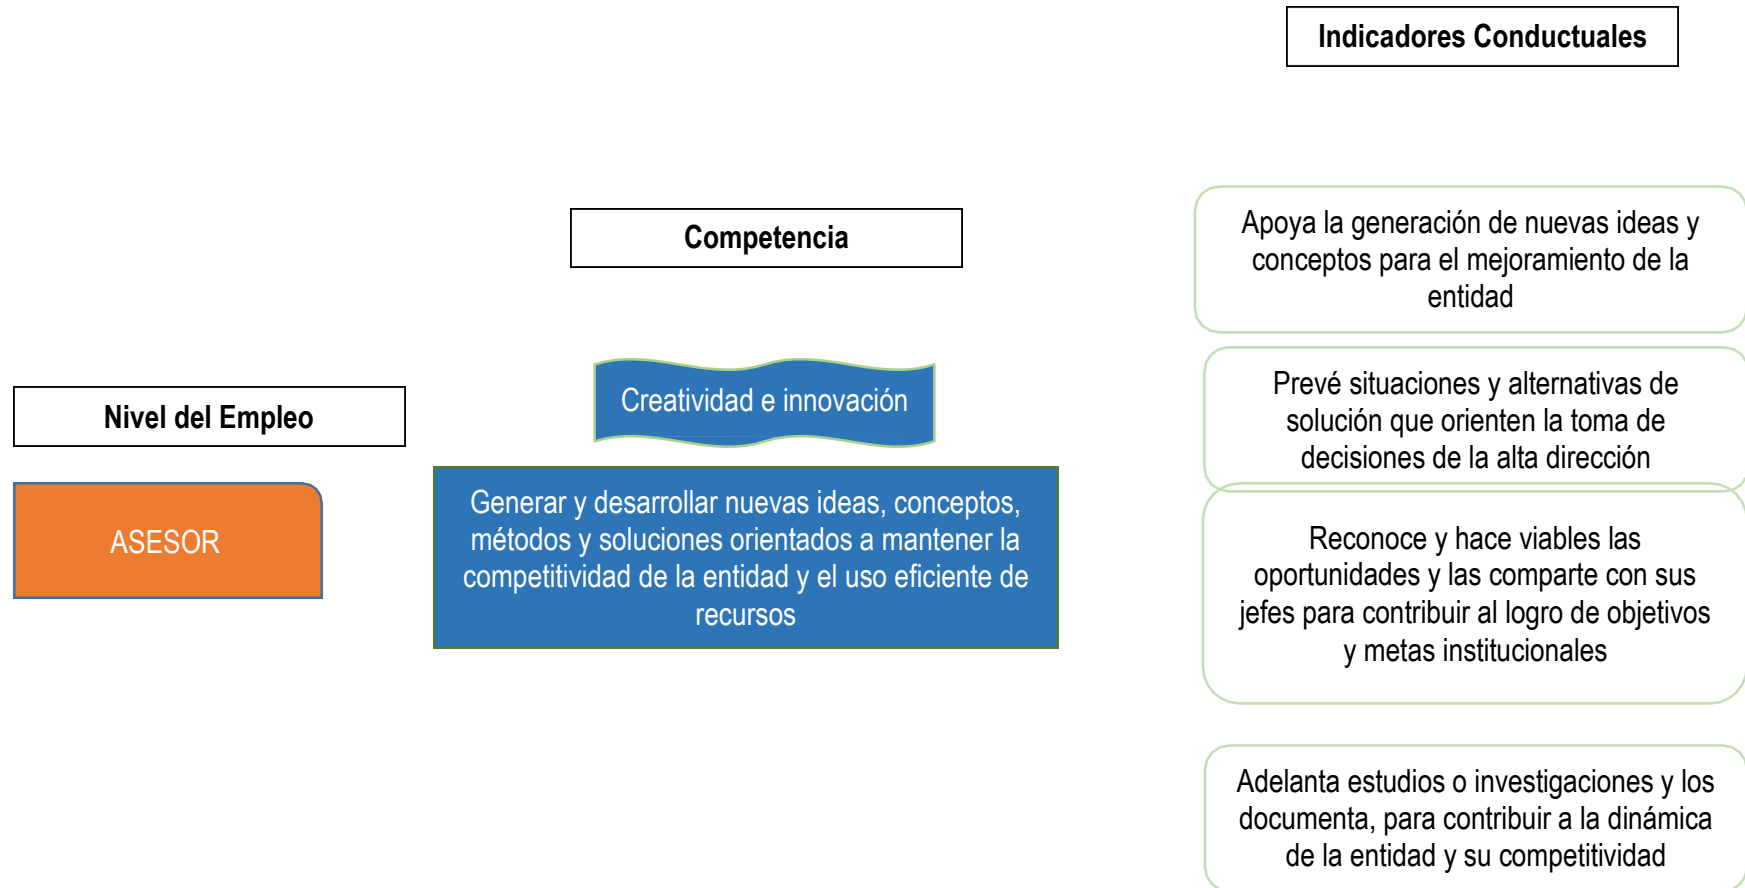 Indicadores Conductuales
Competencia
Nivel del Empleo
ASESOR
Creatividad e innovación
Generar y desarrollar nuevas ideas, conceptos,
métodos y soluciones orientados a mantener la
competitividad de la entidad y el uso eficiente de
recursos
Apoya la generación de nuevas ideas y
conceptos para el mejoramiento de la
entidad
Prevé situaciones y alternativas de
solución que orienten la toma de
decisiones de la alta dirección
Reconoce y hace viables las
oportunidades y las comparte con sus
jefes para contribuir al logro de objetivos
y metas institucionales
Adelanta estudios o investigaciones y los
documenta, para contribuir a la dinámica
de la entidad y su competitividad